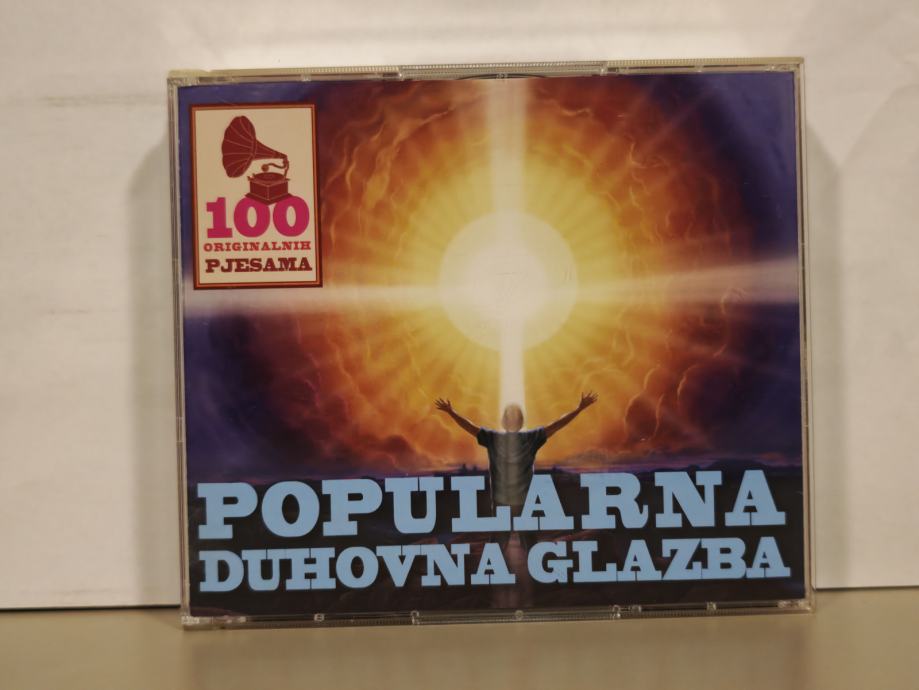 100
ORIGINALNIH
PJESAMA
POPULARNA
DUHOVNA GLAZBA